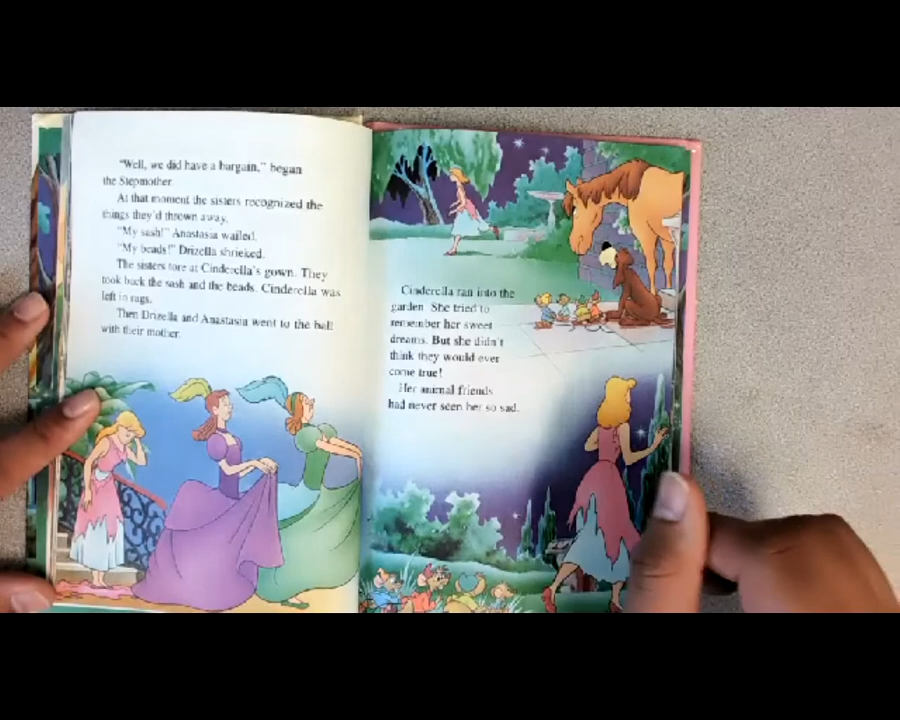 "Well, we did have a bargain," began
the Stepmother.
At that moment the sisters recognized the
things they'd thrown away.
"My sash!" Anastasia wailed.
"My beads!" Drizella shrieked.
The sisters tore at Cinderella's gown. They
took back the sash and the beads. Cinderella was
left in rags.
Then Drizella and Anastasia went to the ball
with their mother.
Cinderella ran into the
garden. She tried to
remember her sweet
dreams. But she didn't
think they would ever
come true!
Her animal friends
had never seen her so sad.